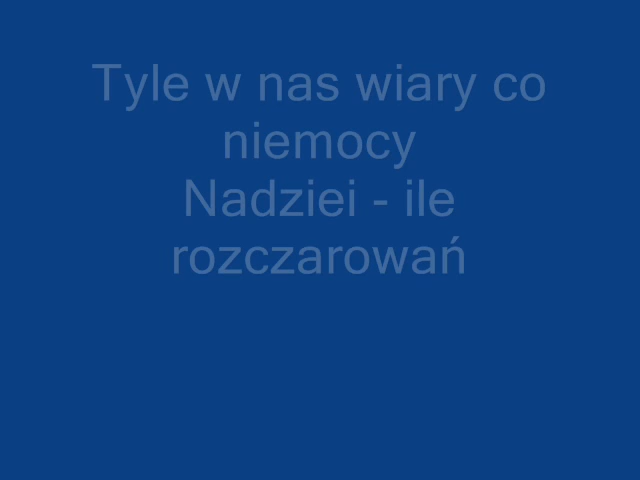 Tyle w nas wiary co
niemocy
Nadziei - ile
rozczarowań